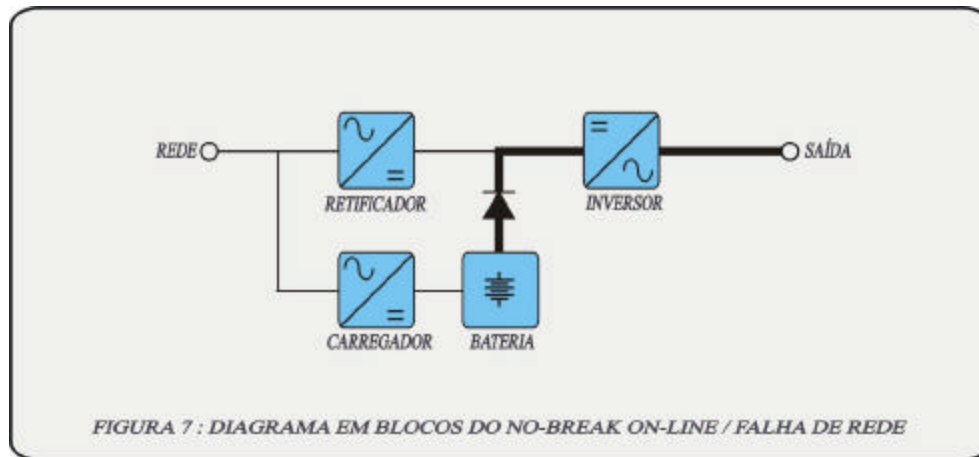 REDE
SAÍDA
RETIFICADOR
INVERSOR
CARREGADOR
BATERIA
FIGURA 7 : DIAGRAMA EM BLOCOS DO NO-BREAK ON-LINE / FALHA DE REDE